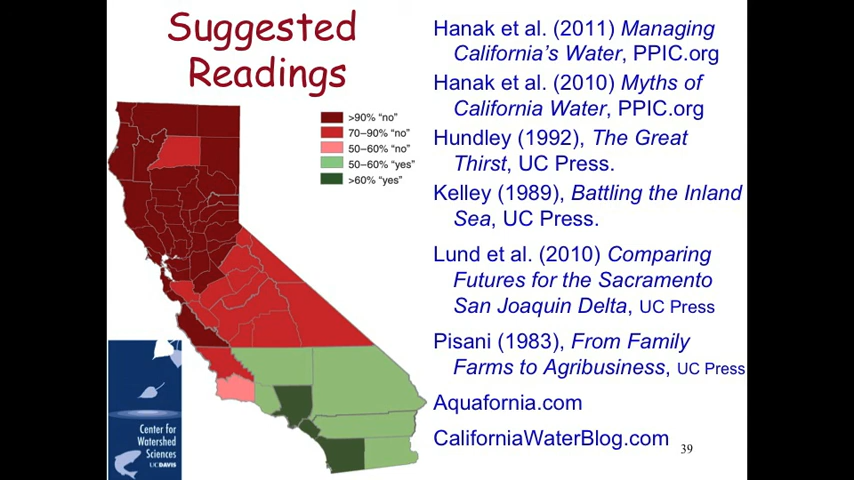 Suggested
Readings
>90% “no”
70–90% “no”
50–60% “no”
50–60% “yes”
>60% “yes”
Center for
Watershed
Sciences
UC DAVIS
Hanak et al. (2011) Managing
California’s Water, PPIC.org
Hanak et al. (2010) Myths of
California Water, PPIC.org
Hundley (1992), The Great
Thirst, UC Press.
Kelley (1989), Battling the Inland
Sea, UC Press.
Lund et al. (2010) Comparing
Futures for the Sacramento
San Joaquin Delta, UC Press
Pisani (1983), From Family
Farms to Agribusiness, UC Press
Aquafornia.com
CaliforniaWaterBlog.com
39